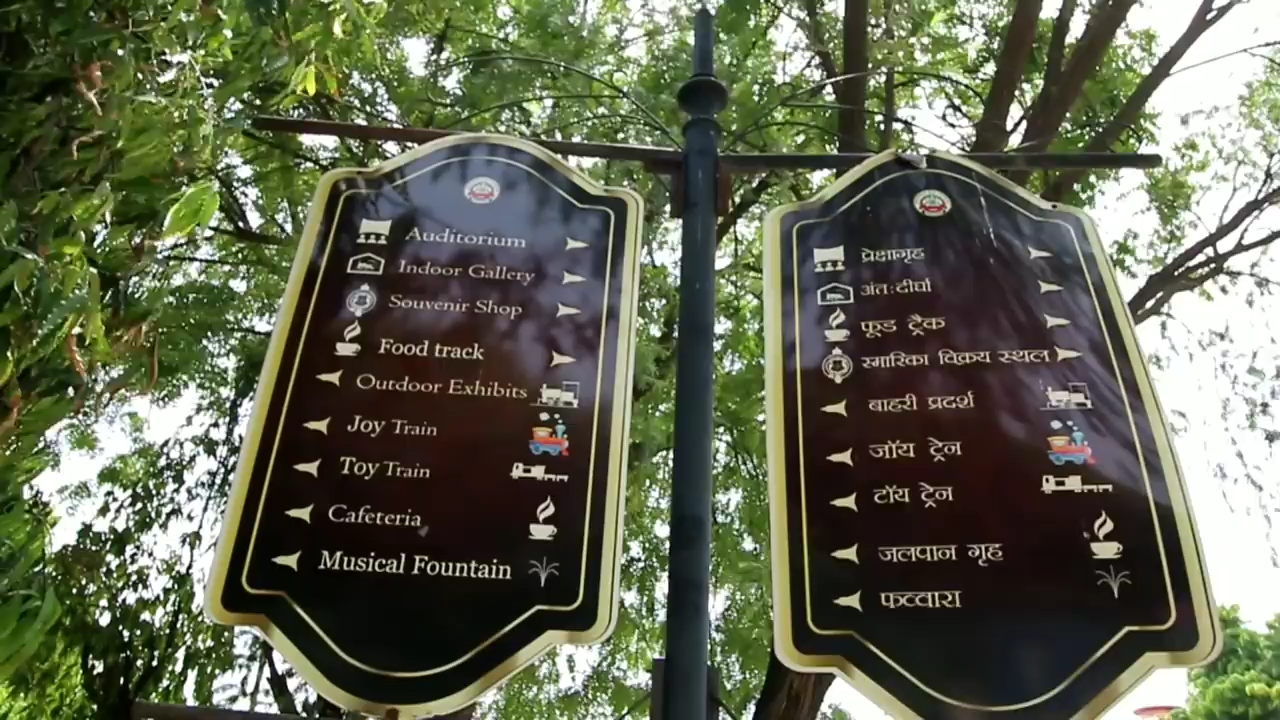 Auditorium
Indoor Gallery
Souvenir Shop
Food track
Outdoor Exhibits
Joy Train
Toy Train
Cafeteria
Musical Fountain
प्रेक्षागृह
अंतःदीर्घा
फूड ट्रैक
स्मारिका विक्रय स्थल
बाहरी प्रदर्श
जॉय ट्रेन
टॉय ट्रेन
जलपान गृह
फव्वारा